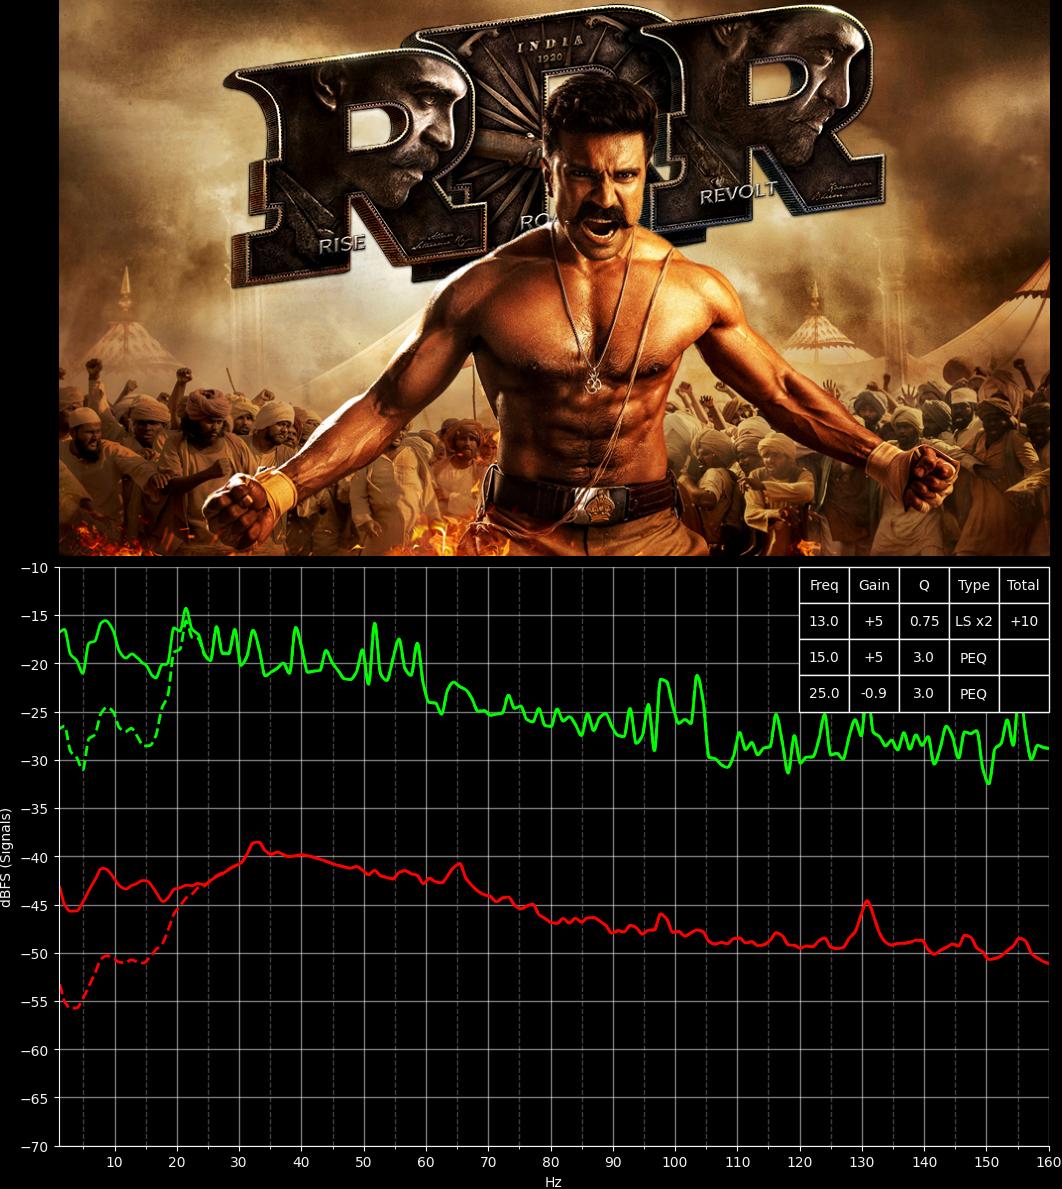 RRR
INDIA
1920
RISE
REVOLT
−10
−15
−20
−25
−30
−35
−40
−45
−50
−55
−60
−65
−70
dBFS (Signals)
Freq Gain Q Type Total
13.0 +5 0.75 LS x2 +10
15.0 +5 3.0 PEQ
25.0 -0.9 3.0 PEQ
10 20 30 40 50 60 70 80 90 100 110 120 130 140 150 160
Hz